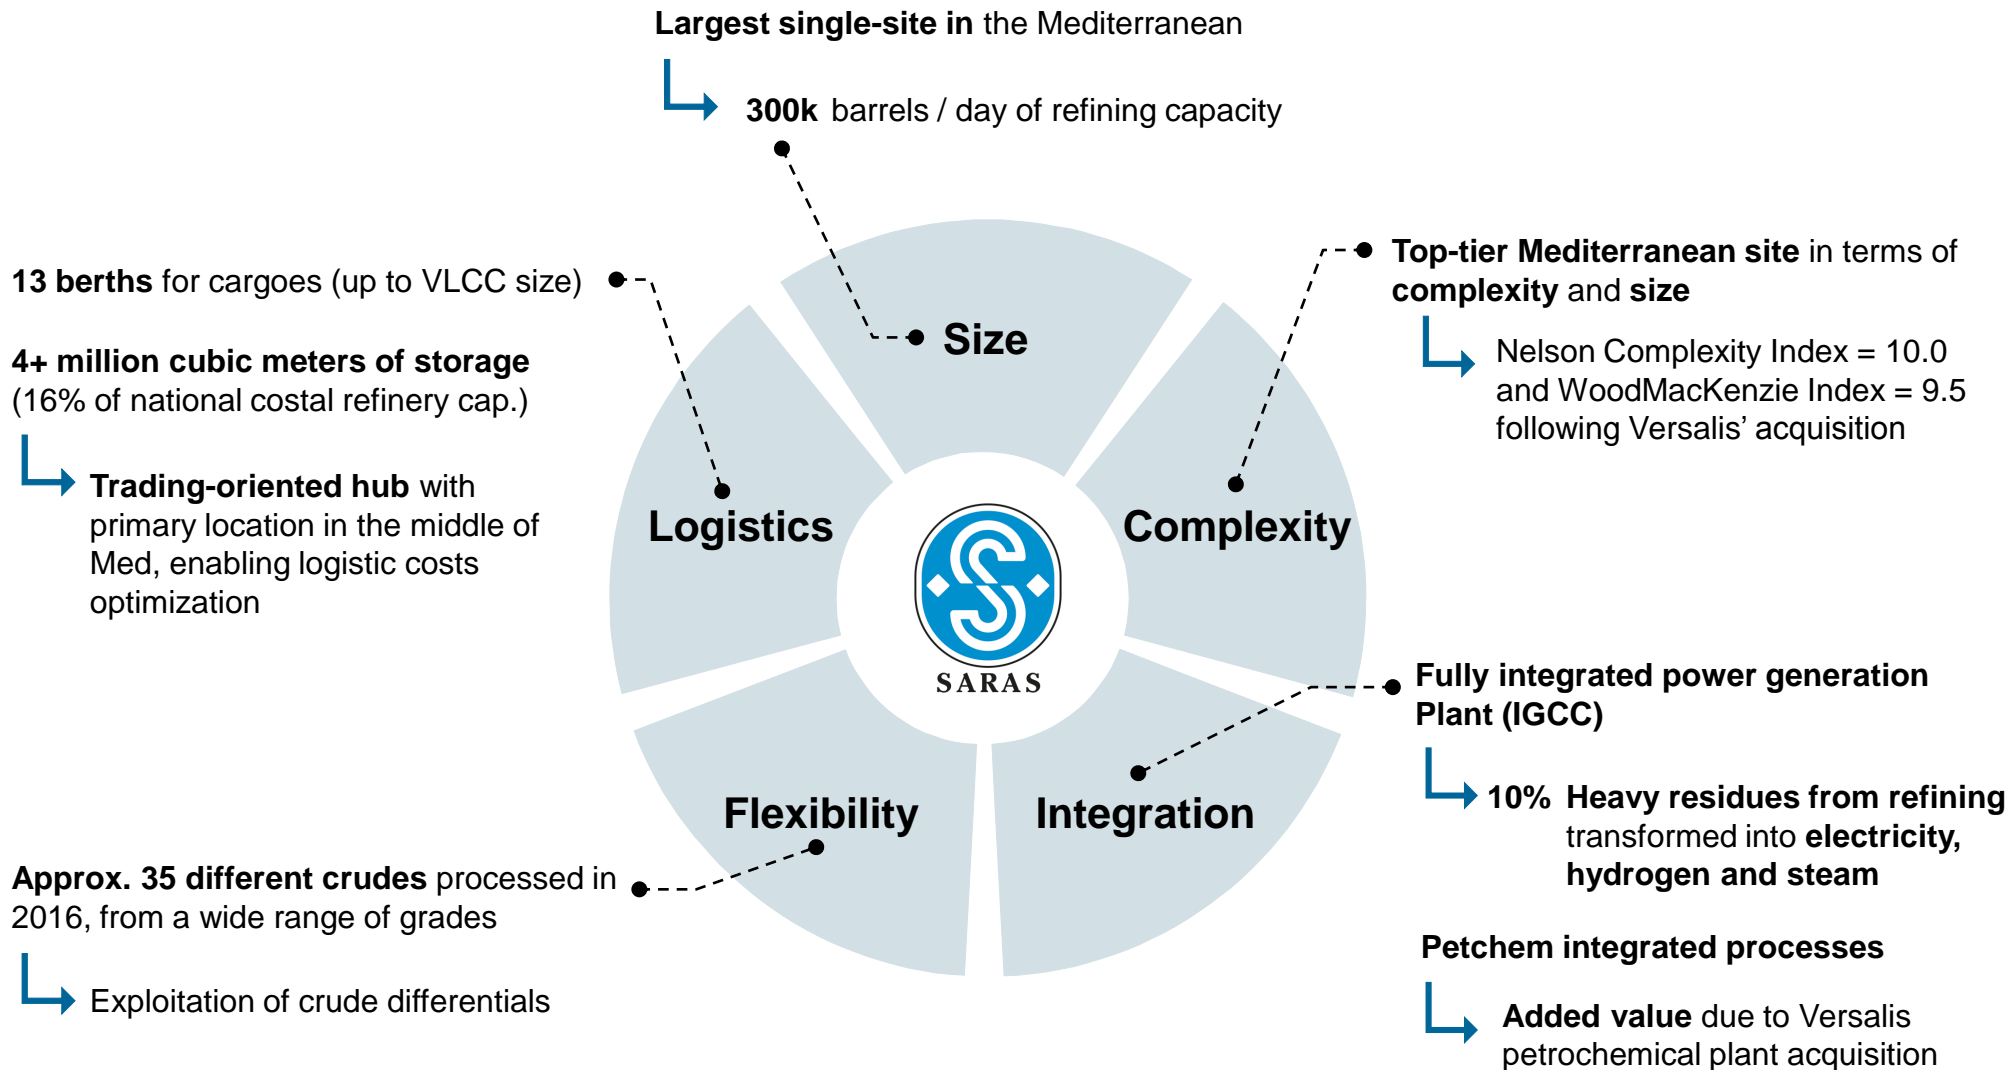 Largest single-site in the Mediterranean
300k barrels / day of refining capacity
13 berths for cargoes (up to VLCC size)
4+ million cubic meters of storage
(16% of national costal refinery cap.)
Trading-oriented hub with
primary location in the middle of
Med, enabling logistic costs
optimization
Approx. 35 different crudes processed in
2016, from a wide range of grades
Exploitation of crude differentials
Size
Logistics
Complexity
SARAS
Flexibility
Integration
Top-tier Mediterranean site in terms of
complexity and size
Nelson Complexity Index = 10.0
and WoodMacKenzie Index = 9.5
following Versalis’ acquisition
Fully integrated power generation
Plant (IGCC)
10% Heavy residues from refining
transformed into electricity,
hydrogen and steam
Petchem integrated processes
Added value due to Versalis
petrochemical plant acquisition